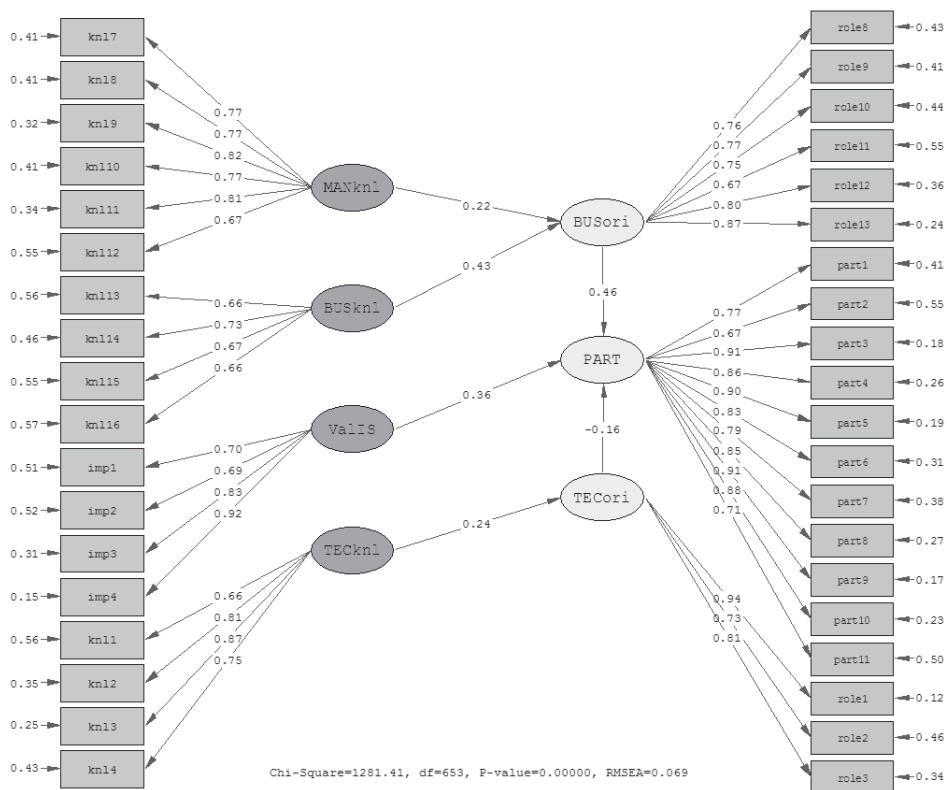 0.41 knl7
0.41 knl8
0.32 knl9
0.41 knl10
0.34 knl11
0.55 knl12
0.56 knl13
0.46 knl14
0.55 knl15
0.57 knl16
0.51 imp1
0.52 imp2
0.31 imp3
0.15 imp4
0.56 knl1
0.35 knl2
0.25 knl3
0.43 knl4
0.77
0.77
0.82
0.77
0.81
0.67
0.66
0.73
0.67
0.66
0.70
0.69
0.83
0.92
0.66
0.81
0.87
0.75
MANknl
BUSknl
ValIS
TECknl
0.22
0.43
0.36
0.24
BUSori
0.46
PART
-0.16
TECori
0.76
0.77
0.75
0.67
0.80
0.87
0.77
0.67
0.91
0.86
0.90
0.83
0.79
0.85
0.91
0.88
0.71
0.94
0.73
0.81
role8 0.43
role9 0.41
role10 0.44
role11 0.55
role12 0.36
role13 0.24
part1 0.41
part2 0.55
part3 0.18
part4 0.26
part5 0.19
part6 0.31
part7 0.38
part8 0.27
part9 0.17
part10 0.23
part11 0.50
role1 0.12
role2 0.46
role3 0.34
Chi-Square=1281.41, df=653, P-value=0.00000, RMSEA=0.069